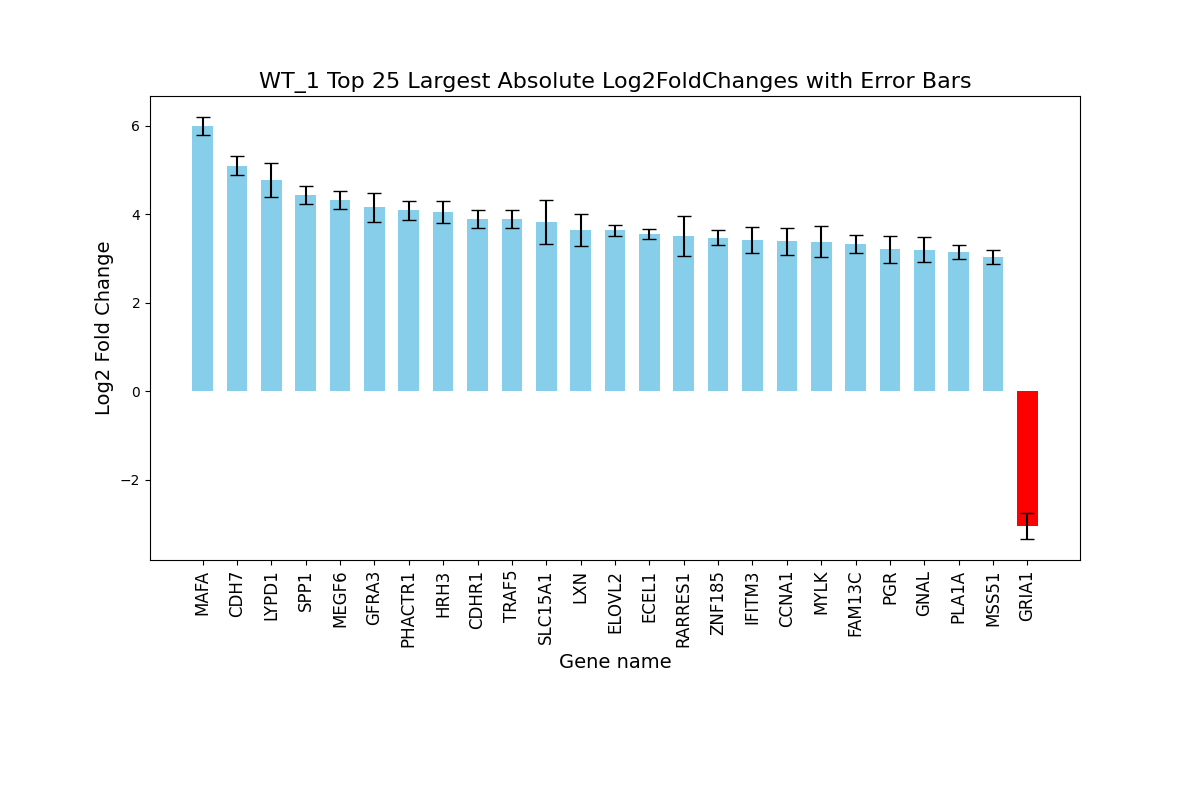 WT_1 Top 25 Largest Absolute Log2FoldChanges with Error Bars
Log2 Fold Change
6
4
2
0
−2
MAFA
CDH7
LYPD1
SPP1
MEGF6
GFRA3
PHACTR1
HRH3
CDHR1
TRAF5
SLC15A1
LXN
ELOVL2
ECEL1
RARRES1
ZNF185
IFITM3
CCNA1
MYLK
FAM13C
PGR
GNAL
PLA1A
MSS51
GRIA1
Gene name